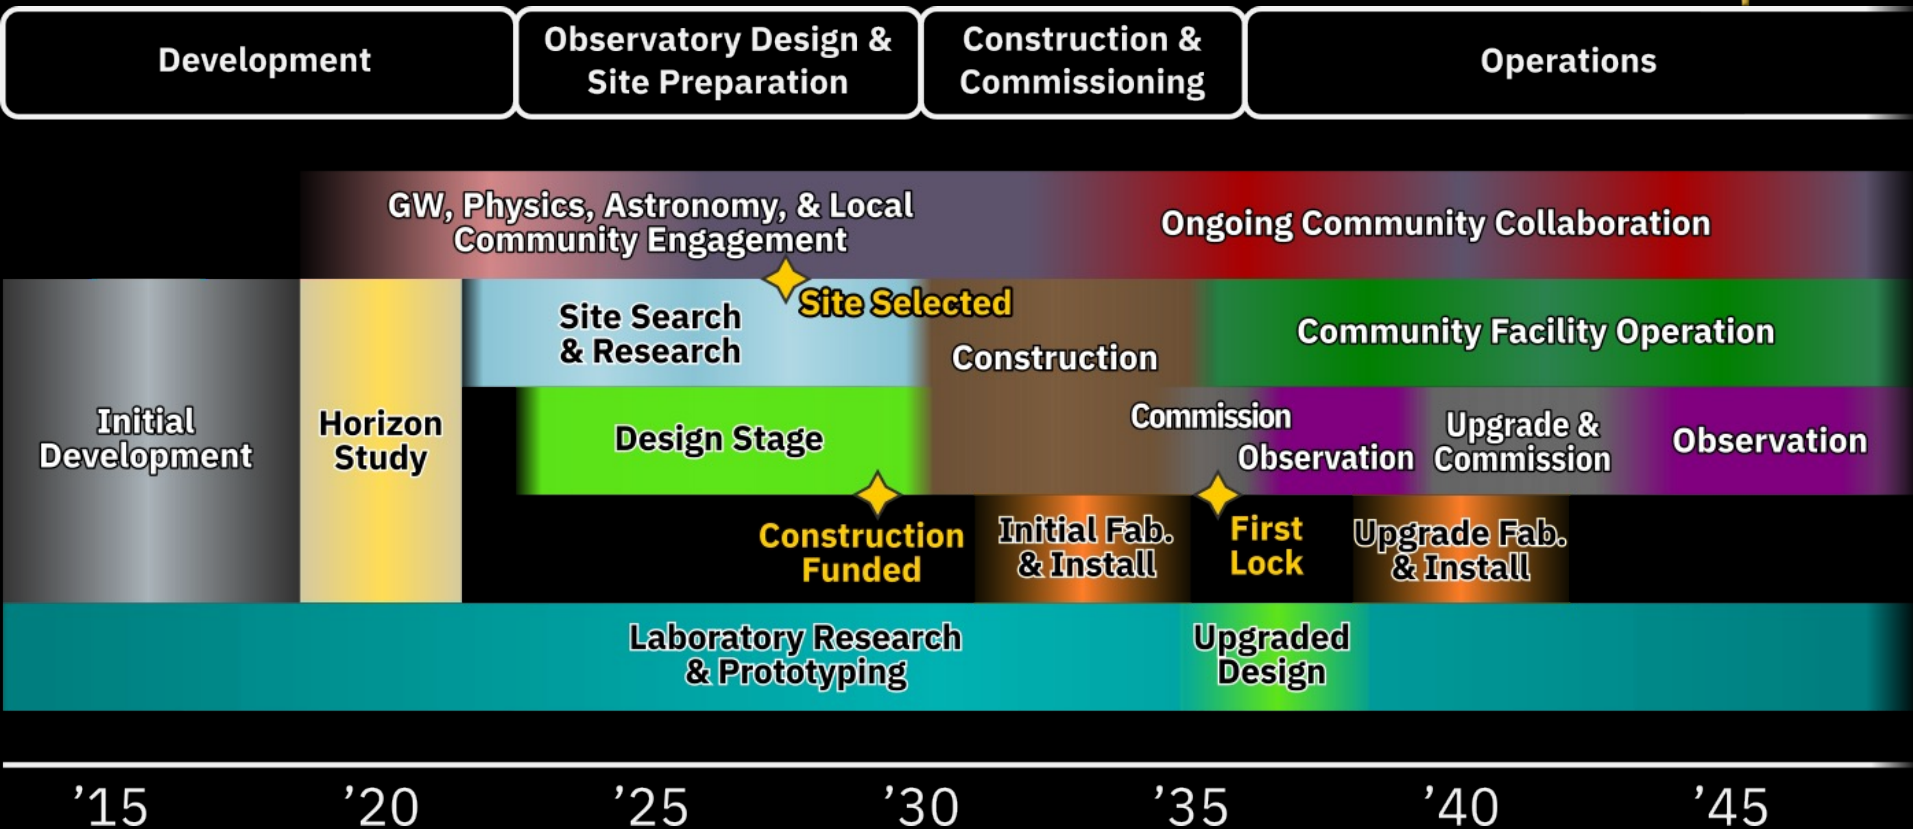 Development
Observatory Design &
Site Preparation
Construction &
Commissioning
Operations
GW, Physics, Astronomy, & Local
Community Engagement
Ongoing Community Collaboration
Site Selected
Site Search
& Research
Construction
Community Facility Operation
Initial
Development
Horizon
Study
Design Stage
Commission
Observation
Upgrade &
Commission
Observation
Construction
Funded
Initial Fab.
& Install
First
Lock
Upgrade Fab.
& Install
Laboratory Research
& Prototyping
Upgraded
Design
’15
’20
’25
’30
’35
’40
’45